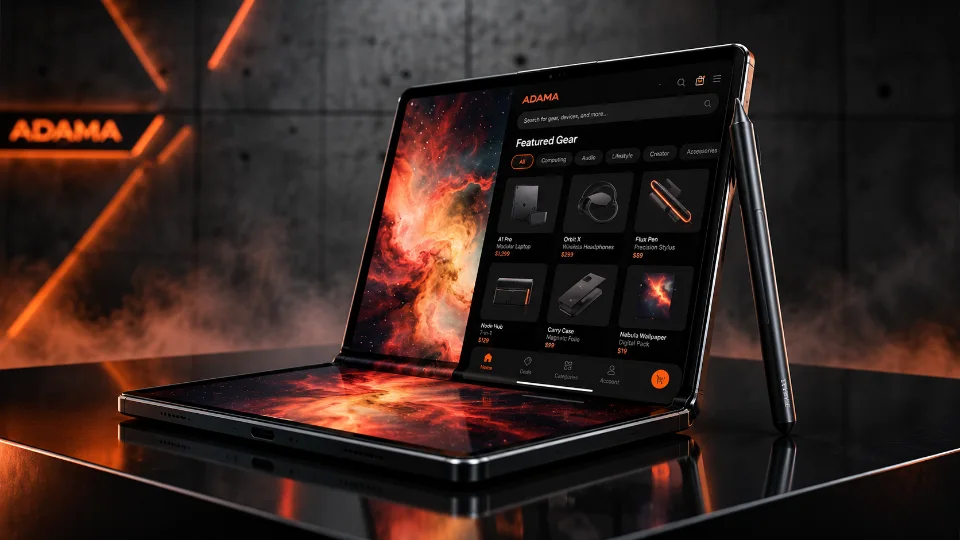 ADAMA
ADAMA
Search for gear, devices, and more...
Featured Gear
All Computing Audio Lifestyle Creator Accessories
A1 Pro
Modular Laptop
$1,299
Orbit X
Wireless Headphones
$299
Flux Pen
Precision Stylus
$89
Node Hub
7-in-1
$129
Carry Case
Magnetic Folio
$99
Nebula Wallpaper
Digital Pack
$19
Home Deals Categories Account